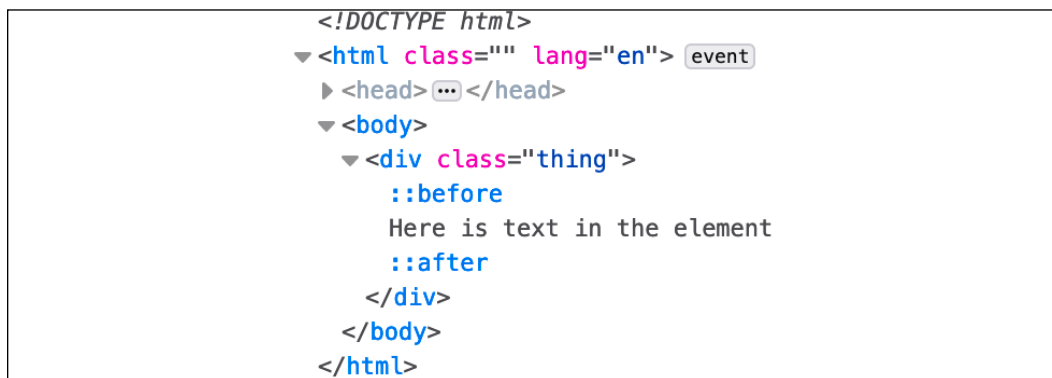 <!DOCTYPE html>
<html class="" lang="en"> event
<head> ••• </head>
<body>
<div class="thing">
::before
Here is text in the element
::after
</div>
</body>
</html>